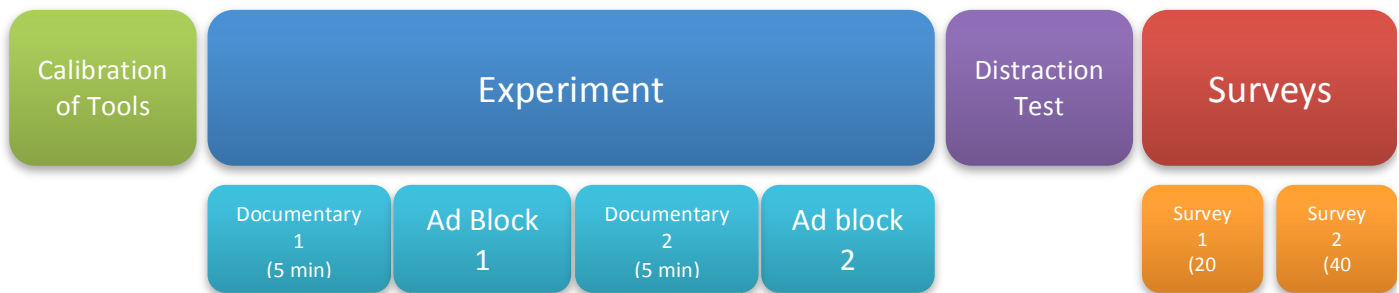 Calibration
of Tools
Experiment
Distraction
Test
Surveys
Documentary
1
(5 min)
Ad Block
1
Documentary
2
(5 min)
Ad block
2
Survey
1
(20
Survey
2
(40